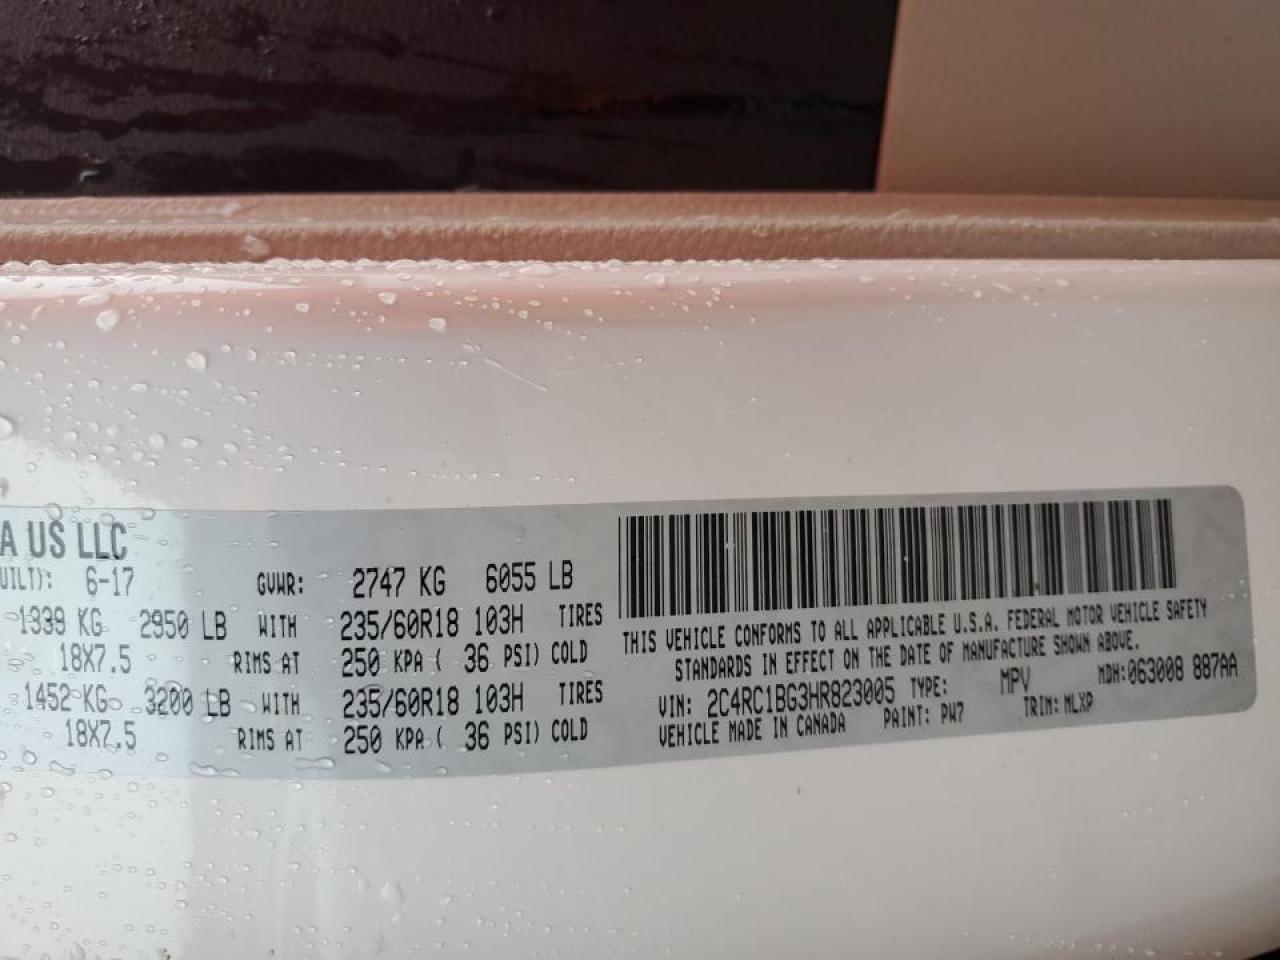 A US LLC
UILT): 6-17 GVWR: 2747 KG 6055 LB
1339 KG 2950 LB WITH 235/60R18 103H TIRES
18X7.5 RIMS AT 250 KPA ( 36 PSI) COLD
1452 KG 3200 LB WITH 235/60R18 103H TIRES
18X7.5 RIMS AT 250 KPA ( 36 PSI) COLD
THIS VEHICLE CONFORMS TO ALL APPLICABLE U.S.A. FEDERAL MOTOR VEHICLE SAFETY
STANDARDS IN EFFECT ON THE DATE OF MANUFACTURE SHOWN ABOVE.
VIN: 2C4RC1BG3HR823005 TYPE: MPV MDH:063008 887AA
VEHICLE MADE IN CANADA PAINT: PW7 TRIM: MLXP